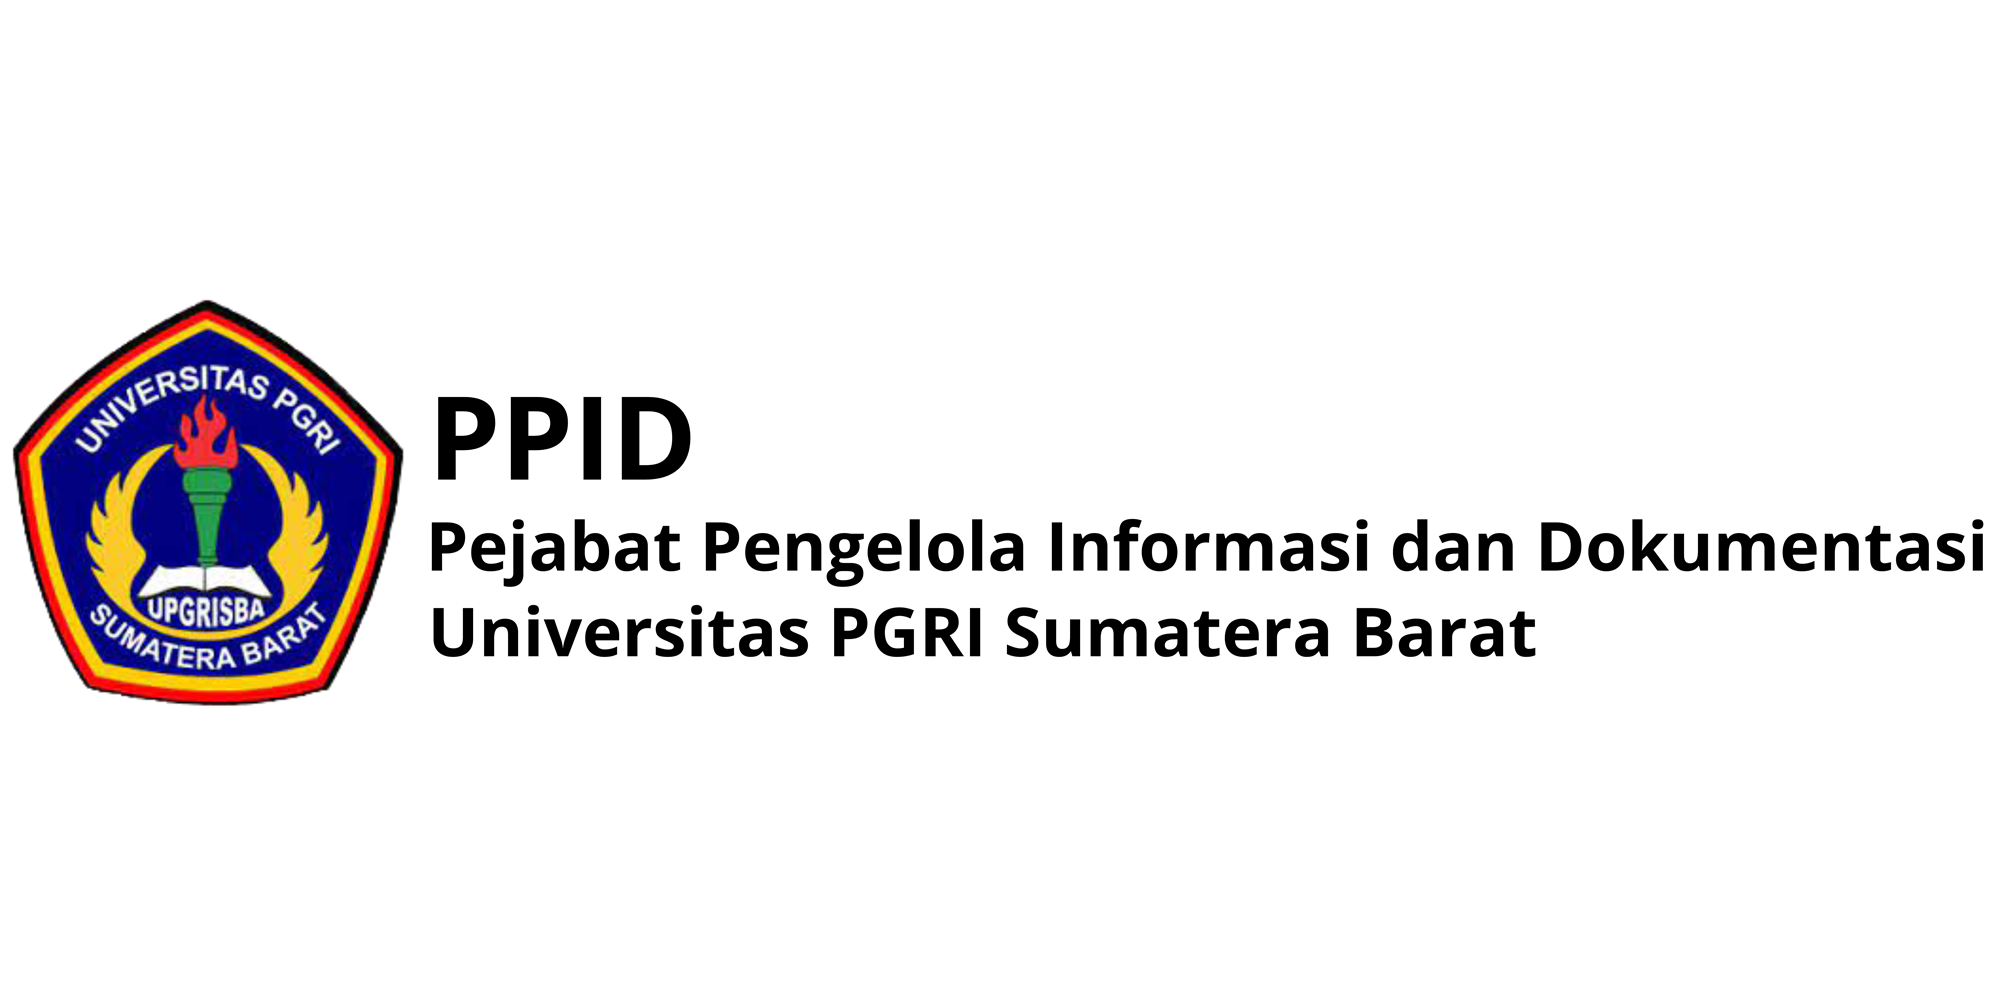 UNIVERSITAS PGRI
UPGRISBA
SUMATERA BARAT
PPID
Pejabat Pengelola Informasi dan Dokumentasi
Universitas PGRI Sumatera Barat